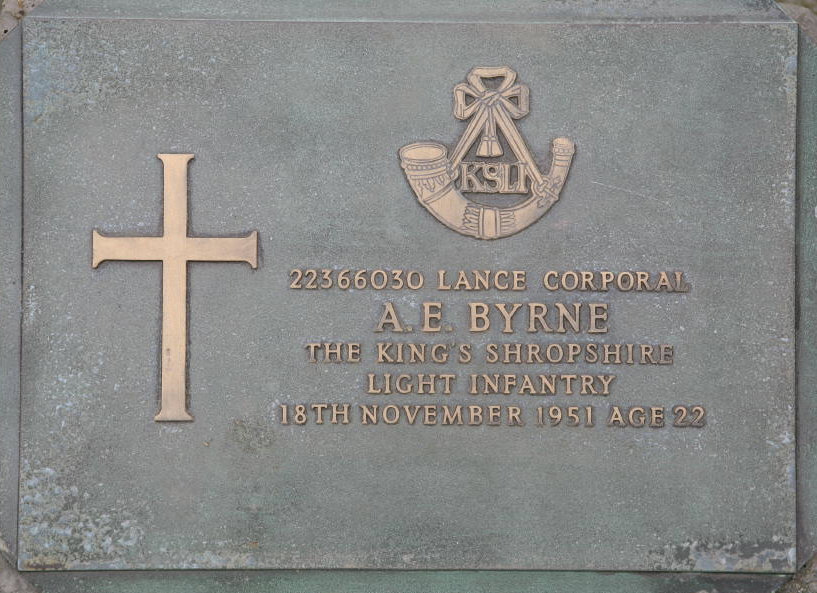 KSLI
22366030 LANCE CORPORAL
A. E. BYRNE
THE KING'S SHROPSHIRE
LIGHT INFANTRY
18TH NOVEMBER 1951 AGE 22